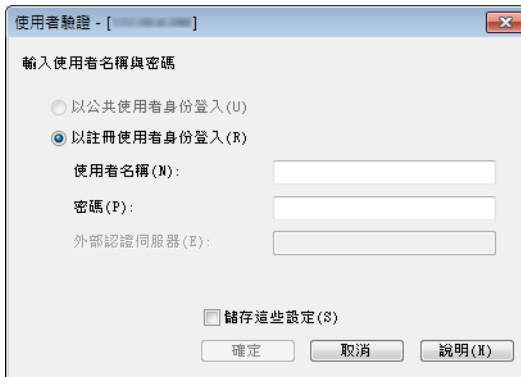 使用者驗證 - [ ]
輸入使用者名稱與密碼
以公共使用者身份登入(U)
以註冊使用者身份登入(R)
使用者名稱(N):
密碼(P):
外部認證伺服器(E):
儲存這些設定(S)
確定 取消 說明(H)